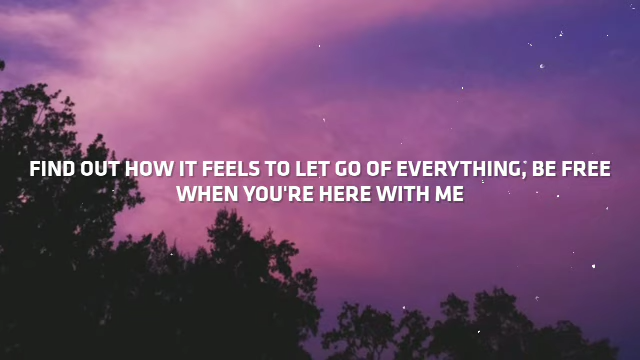 FIND OUT HOW IT FEELS TO LET GO OF EVERYTHING, BE FREE
WHEN YOU'RE HERE WITH ME